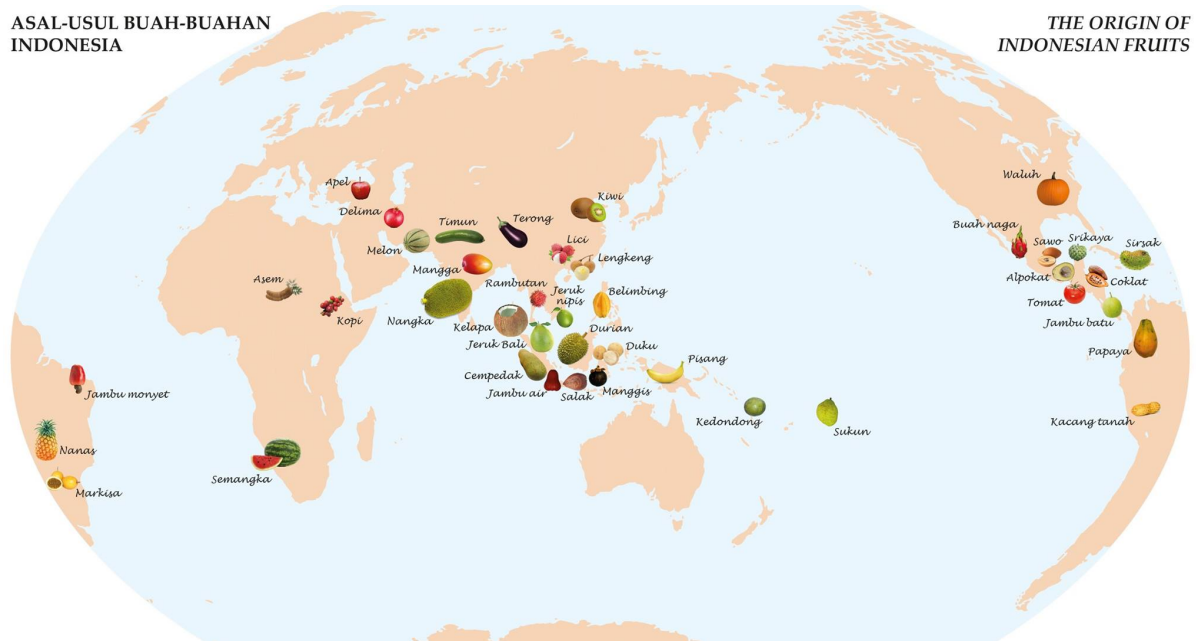 ASAL-USUL BUAH-BUAHAN
INDONESIA
THE ORIGIN OF
INDONESIAN FRUITS
Apel
Delima
Melon
Timun
Terong
Kiwi
Lici
Lengkeng
Mangga
Rambutan
Jeruk
nipis
Belimbing
Nangka
Kelapa
Jeruk Bali
Durian
Duku
Cempedak
Jambu air
Salak
Manggis
Pisang
Kedondong
Sukun
Asem
Kopi
Semangka
Jambu monyet
Nanas
Markisa
Waluh
Buah naga
Sawo
Srikaya
Sirsak
Alpokat
Coklat
Tomat
Jambu batu
Papaya
Kacang tanah